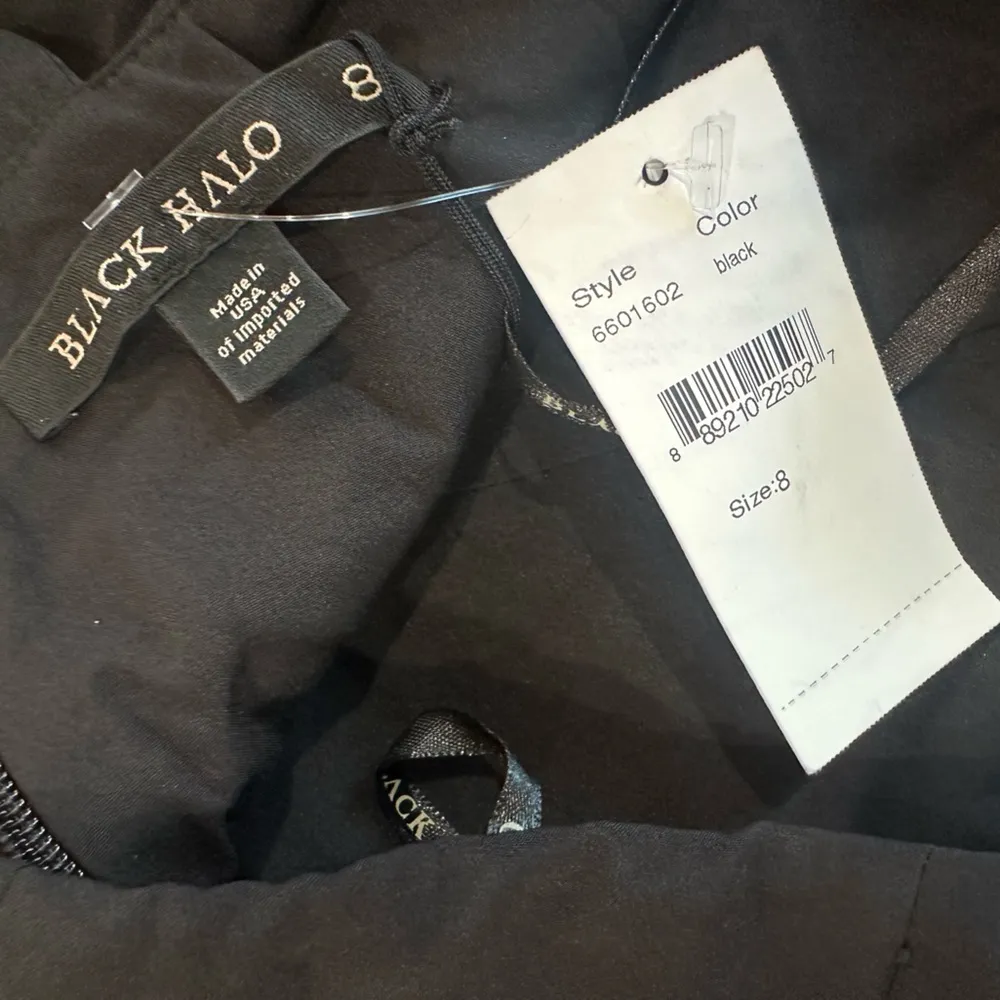 BLACK HALO
8
Made in
USA
of imported
materials
Color
black
Style
6601602
8 89210 22502 7
Size:8
ACK